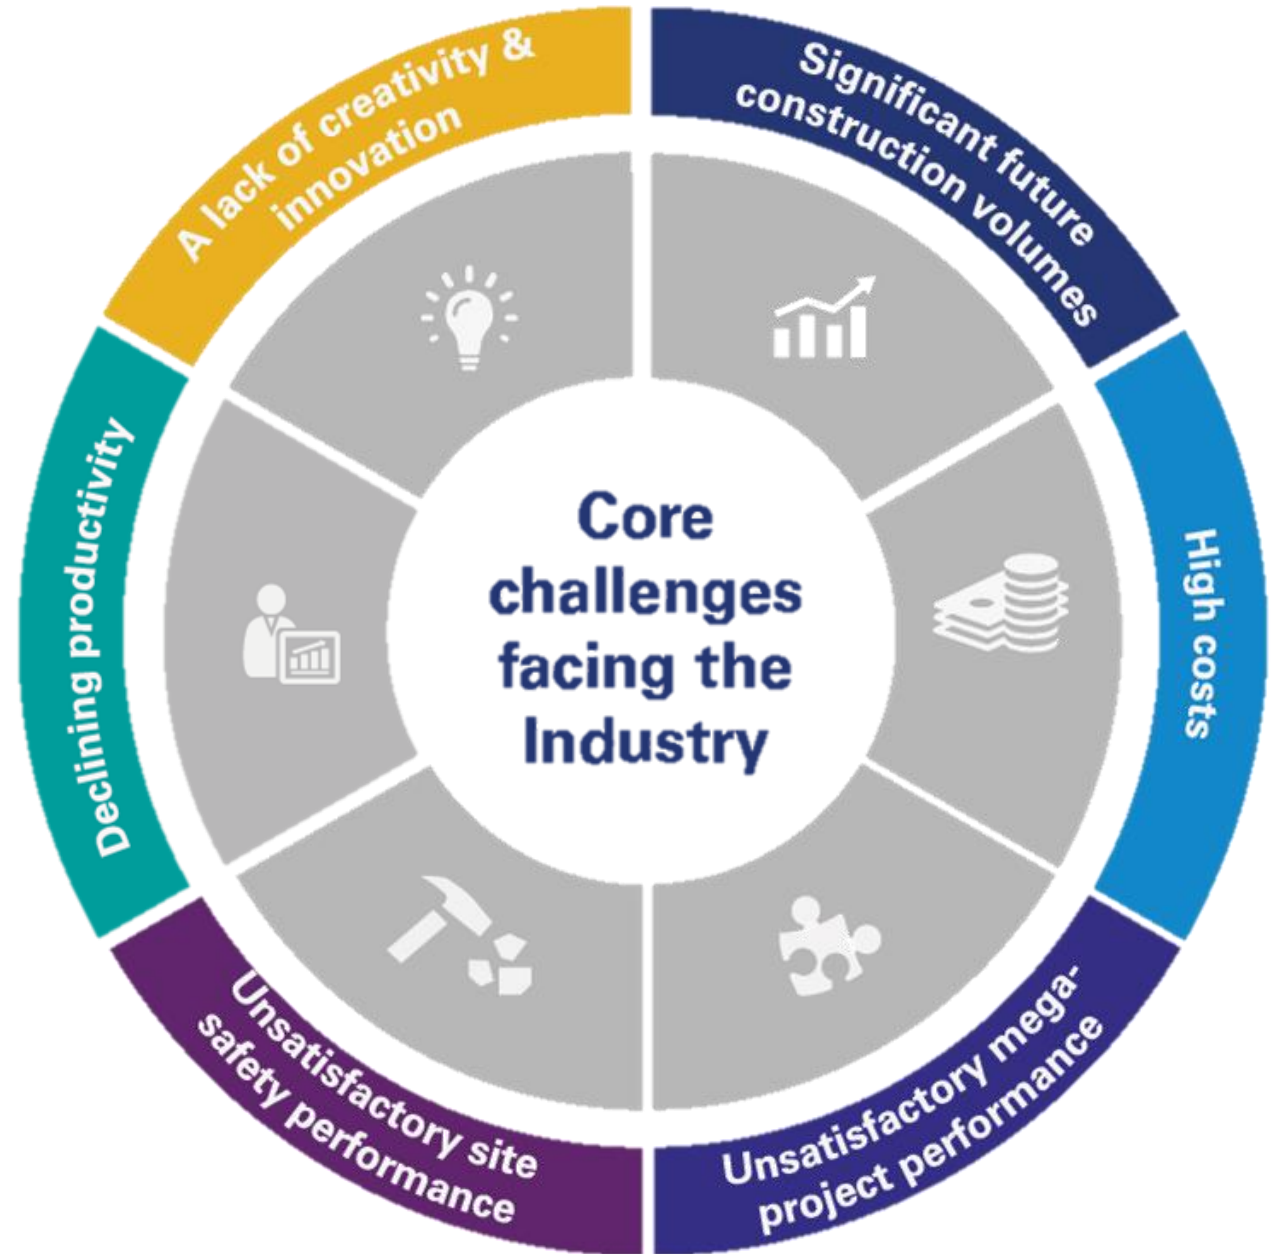 Core
challenges
facing the
Industry
Significant future
construction volumes
High costs
Unsatisfactory mega-
project performance
Unsatisfactory site
safety performance
Declining productivity
A lack of creativity &
innovation